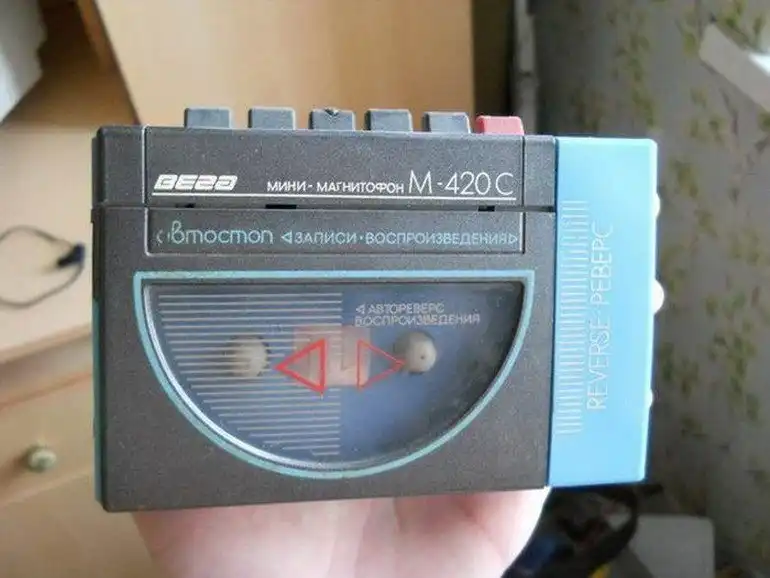 ВЕГА МИНИ-МАГНИТОФОН М-420С
автостоп ◁ЗАПИСИ·ВОСПРОИЗВЕДЕНИЯ▷
◁ АВТОРЕВЕРС
ВОСПРОИЗВЕДЕНИЯ
REVERSE·РЕВЕРС